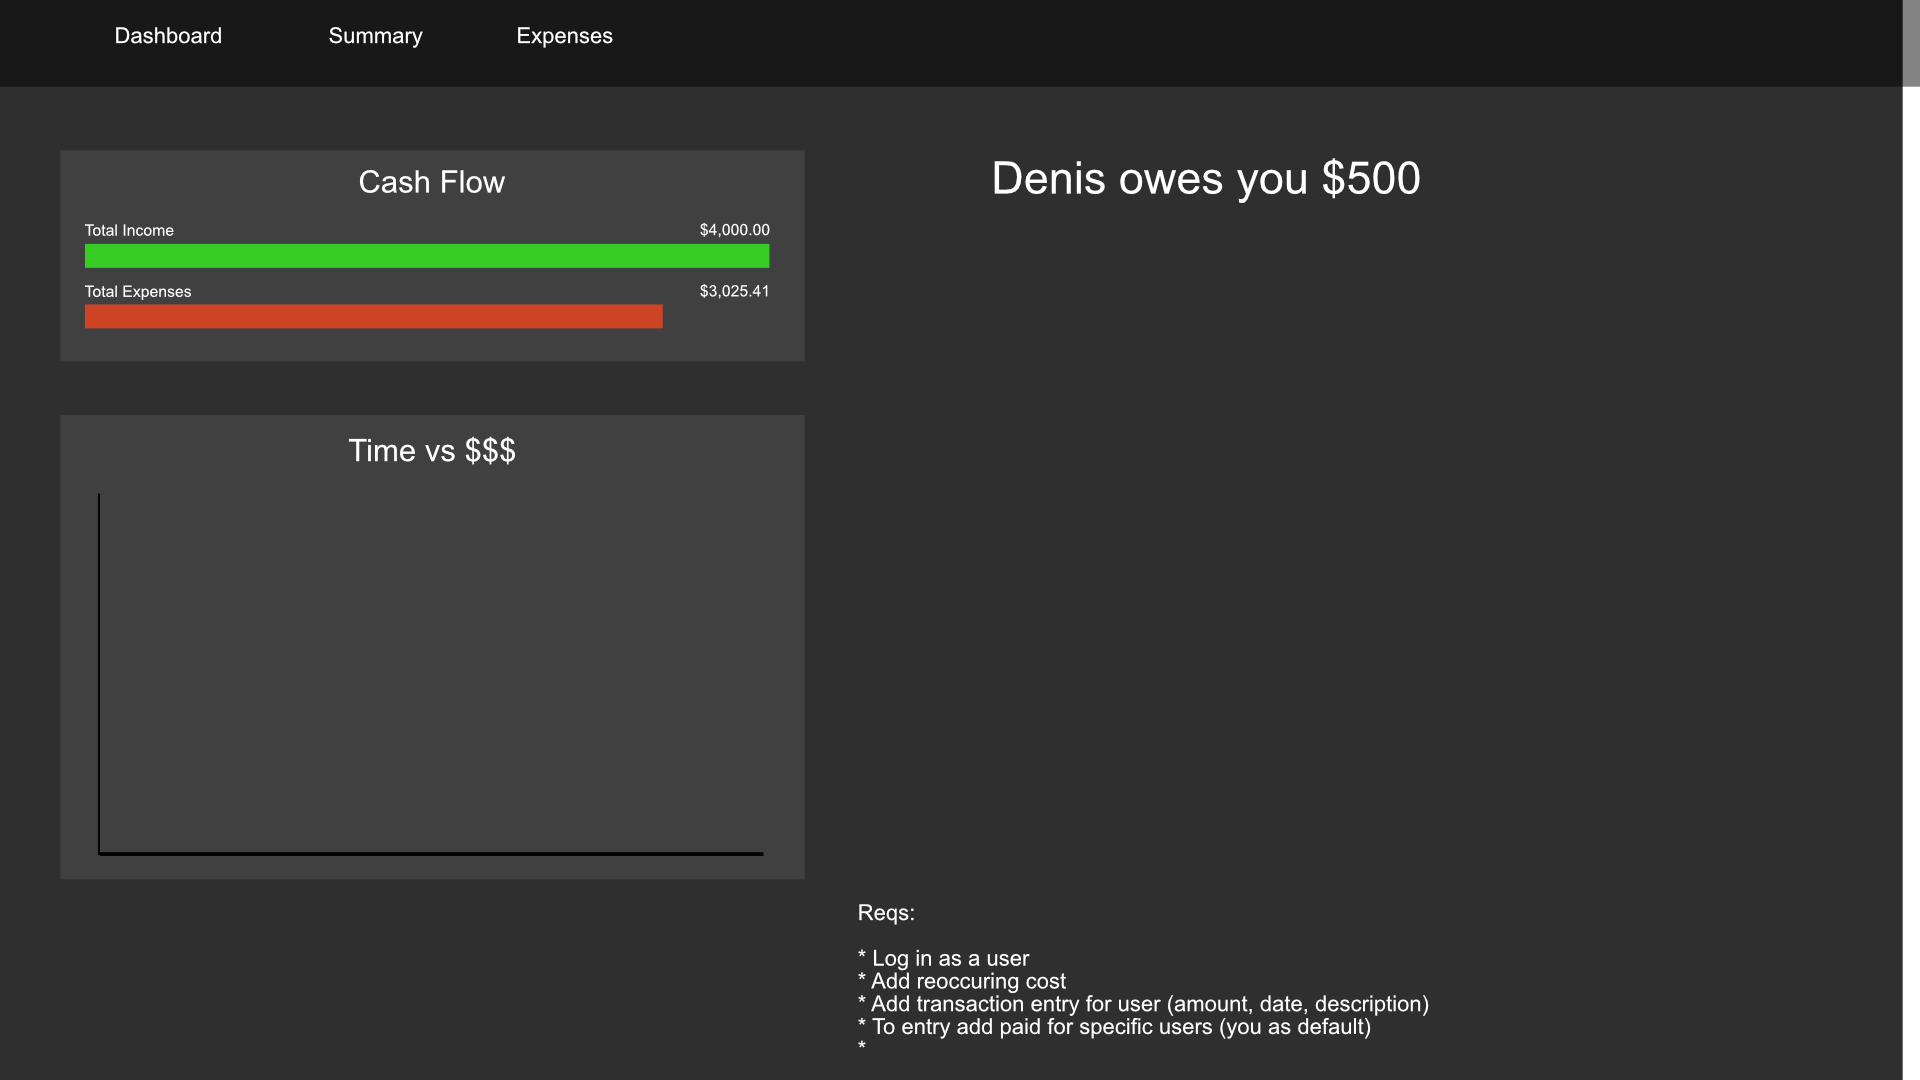 Dashboard Summary Expenses
Cash Flow
Total Income $4,000.00
Total Expenses $3,025.41
Denis owes you $500
Time vs $$$
Reqs:
* Log in as a user
* Add reoccuring cost
* Add transaction entry for user (amount, date, description)
* To entry add paid for specific users (you as default)
*